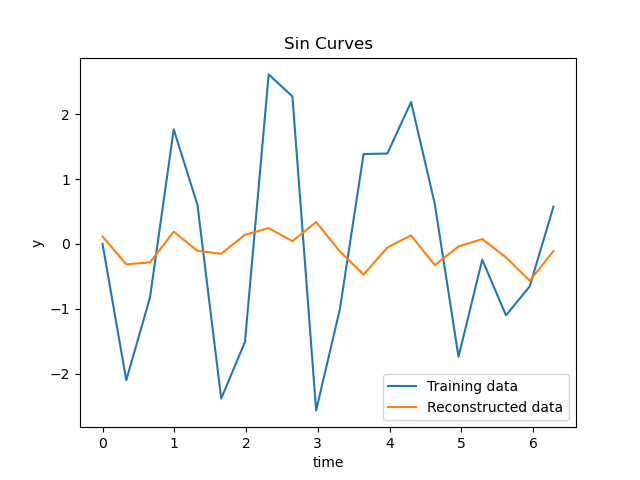 Sin Curves
2
1
0
−1
−2
y
0 1 2 3 4 5 6
time
Training data
Reconstructed data